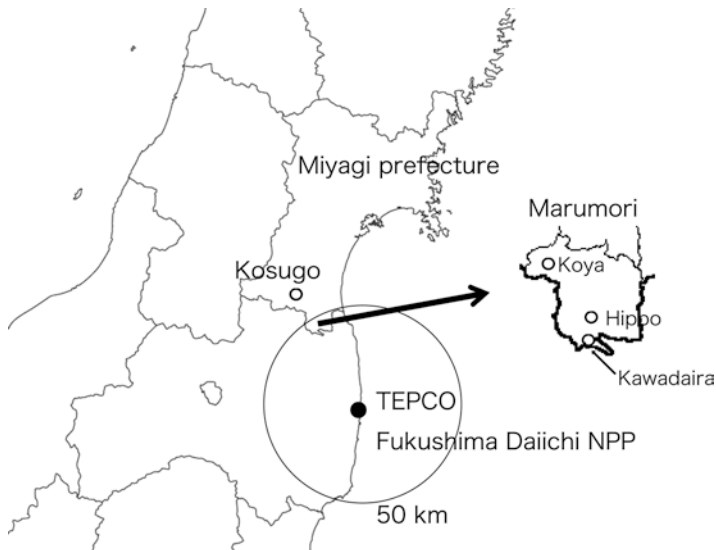 Miyagi prefecture
Marumori
Kosugo
Koya
Hippo
Kawadaira
TEPCO
Fukushima Daiichi NPP
50 km